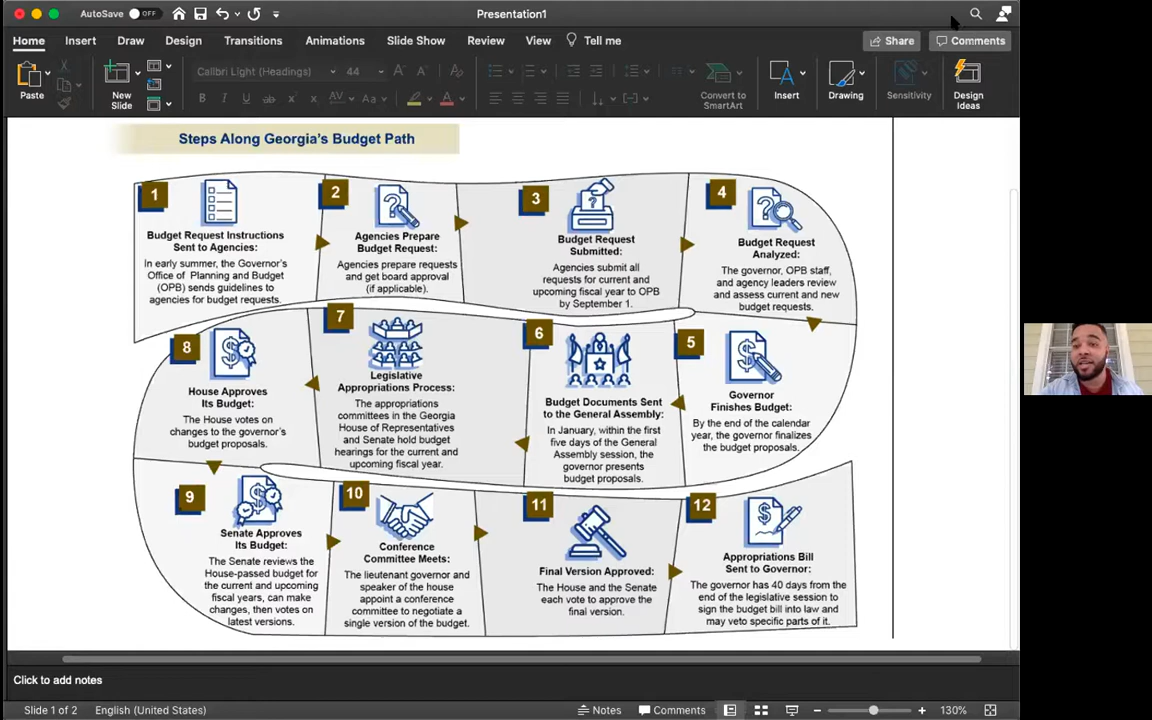 AutoSave OFF
Presentation1
Home Insert Draw Design Transitions Animations Slide Show Review View Tell me
Share Comments
Paste
New
Slide
Calibri Light (Headings) 44
B I U ab x² x₂ AV Aa A
Convert to
SmartArt
Insert
Drawing
Sensitivity
Design
Ideas
Steps Along Georgia's Budget Path
1
Budget Request Instructions
Sent to Agencies:
In early summer, the Governor's
Office of Planning and Budget
(OPB) sends guidelines to
agencies for budget requests.
2
Agencies Prepare
Budget Request:
Agencies prepare requests
and get board approval
(if applicable).
3
Budget Request
Submitted:
Agencies submit all
requests for current and
upcoming fiscal year to OPB
by September 1.
4
Budget Request
Analyzed:
The governor, OPB staff,
and agency leaders review
and assess current and new
budget requests.
5
Governor
Finishes Budget:
By the end of the calendar
year, the governor finalizes
the budget proposals.
6
Budget Documents Sent
to the General Assembly:
In January, within the first
five days of the General
Assembly session, the
governor presents
budget proposals.
7
Legislative
Appropriations Process:
The appropriations
committees in the Georgia
House of Representatives
and Senate hold budget
hearings for the current and
upcoming fiscal year.
8
House Approves
Its Budget:
The House votes on
changes to the governor's
budget proposals.
9
Senate Approves
Its Budget:
The Senate reviews the
House-passed budget for
the current and upcoming
fiscal years, can make
changes, then votes on
latest versions.
10
Conference
Committee Meets:
The lieutenant governor and
speaker of the house
appoint a conference
committee to negotiate a
single version of the budget.
11
Final Version Approved:
The House and the Senate
each vote to approve the
final version.
12
Appropriations Bill
Sent to Governor:
The governor has 40 days from the
end of the legislative session to
sign the budget bill into law and
may veto specific parts of it.
Click to add notes
Slide 1 of 2 English (United States) Notes Comments 130%